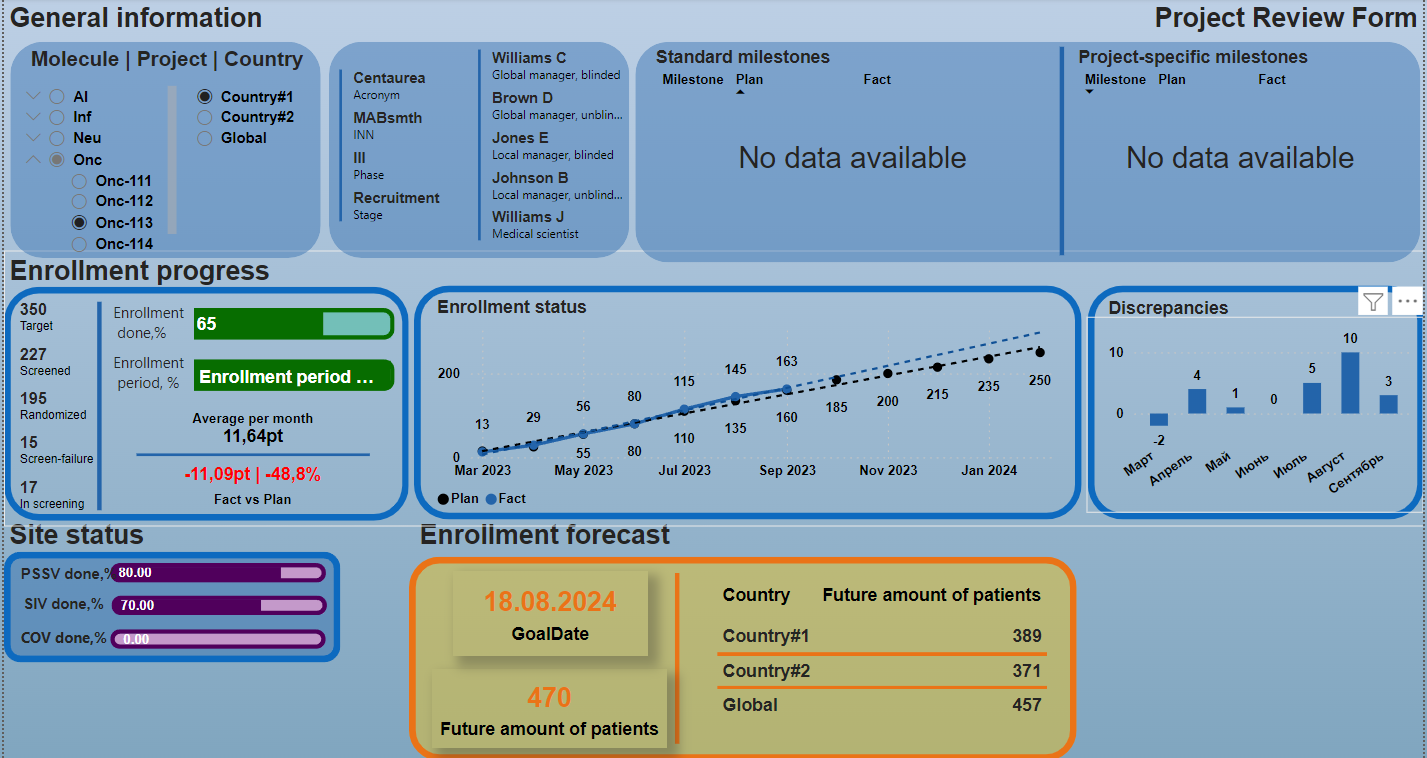 General information
Project Review Form
Molecule | Project | Country
AI
Inf
Neu
Onc
Onc-111
Onc-112
Onc-113
Onc-114
Country#1
Country#2
Global
Centaurea
Acronym
MABsmth
INN
III
Phase
Recruitment
Stage
Williams C
Global manager, blinded
Brown D
Global manager, unblin...
Jones E
Local manager, blinded
Johnson B
Local manager, unblind...
Williams J
Medical scientist
Standard milestones
Milestone Plan Fact
No data available
Project-specific milestones
Milestone Plan Fact
No data available
Enrollment progress
350
Target
227
Screened
195
Randomized
15
Screen-failure
17
In screening
Enrollment
done,%
65
Enrollment
period, %
Enrollment period ...
Average per month
11,64pt
-11,09pt | -48,8%
Fact vs Plan
Enrollment status
200
0
13 29 56 80 115 145 163
55 80 110 135 160 185 200 215 235 250
Mar 2023 May 2023 Jul 2023 Sep 2023 Nov 2023 Jan 2024
Plan Fact
Discrepancies
10
0
-2 4 1 0 5 10 3
Март Апрель Май Июнь Июль Август Сентябрь
Site status
PSSV done,% 80.00
SIV done,% 70.00
COV done,% 0.00
Enrollment forecast
18.08.2024
GoalDate
470
Future amount of patients
Country Future amount of patients
Country#1 389
Country#2 371
Global 457